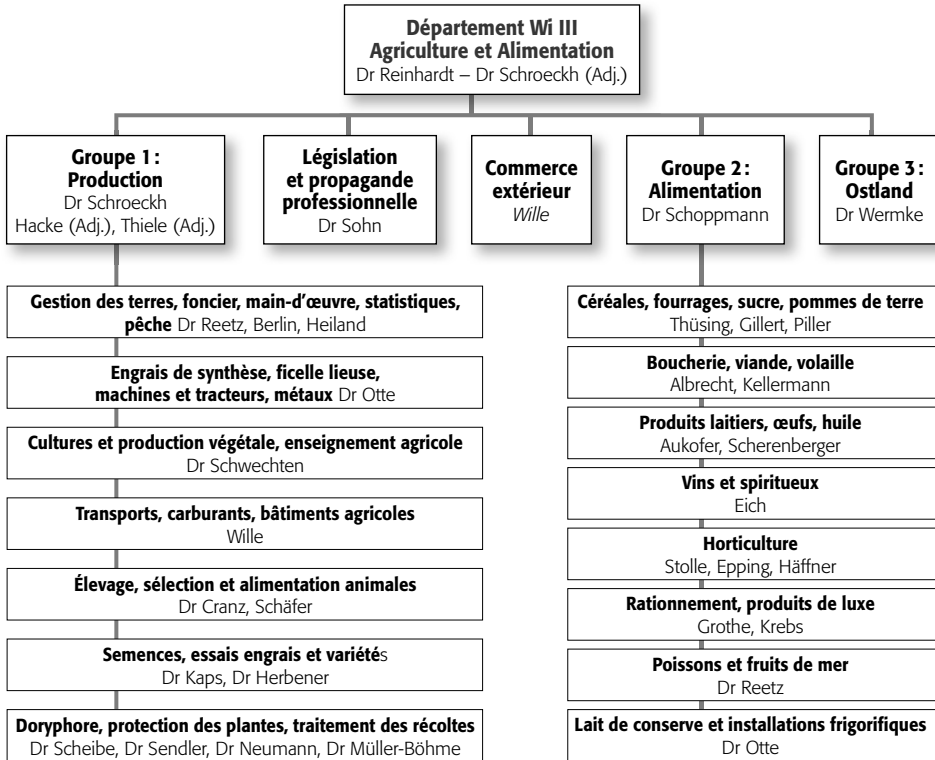 Département Wi III
Agriculture et Alimentation
Dr Reinhardt – Dr Schroeckh (Adj.)
Groupe 1 :
Production
Dr Schroeckh
Hacke (Adj.), Thiele (Adj.)
Législation
et propagande
professionnelle
Dr Sohn
Commerce
extérieur
Wille
Groupe 2 :
Alimentation
Dr Schoppmann
Groupe 3 :
Ostland
Dr Wermke
Gestion des terres, foncier, main-d'œuvre, statistiques,
pêche Dr Reetz, Berlin, Heiland
Engrais de synthèse, ficelle lieuse,
machines et tracteurs, métaux Dr Otte
Cultures et production végétale, enseignement agricole
Dr Schwechten
Transports, carburants, bâtiments agricoles
Wille
Élevage, sélection et alimentation animales
Dr Cranz, Schäfer
Semences, essais engrais et variétés
Dr Kaps, Dr Herbener
Doryphore, protection des plantes, traitement des récoltes
Dr Scheibe, Dr Sendler, Dr Neumann, Dr Müller-Böhme
Céréales, fourrages, sucre, pommes de terre
Thüsing, Gillert, Piller
Boucherie, viande, volaille
Albrecht, Kellermann
Produits laitiers, œufs, huile
Aukofer, Scherenberger
Vins et spiritueux
Eich
Horticulture
Stolle, Epping, Häffner
Rationnement, produits de luxe
Grothe, Krebs
Poissons et fruits de mer
Dr Reetz
Lait de conserve et installations frigorifiques
Dr Otte